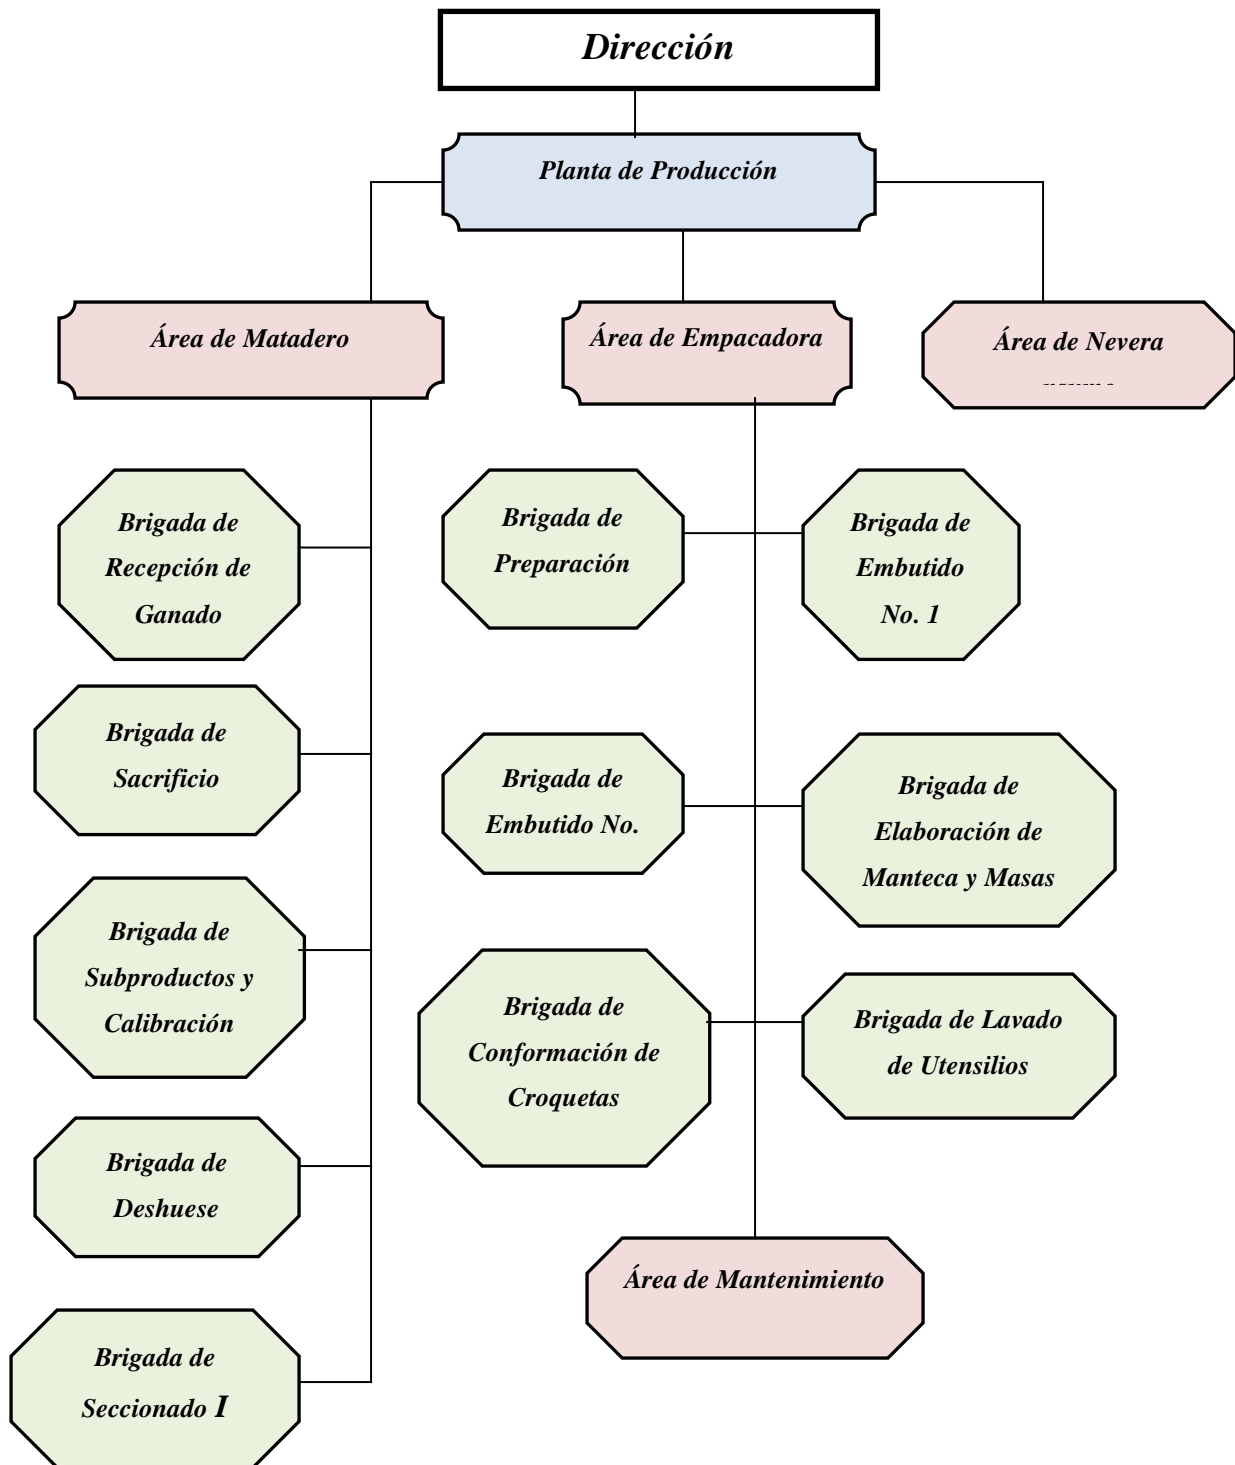 Dirección
Planta de Producción
Área de Matadero
Área de Empacadora
Área de Nevera
Brigada de
Recepción de
Ganado
Brigada de
Preparación
Brigada de
Embutido
No. 1
Brigada de
Sacrificio
Brigada de
Embutido No.
Brigada de
Elaboración de
Manteca y Masas
Brigada de
Subproductos y
Calibración
Brigada de
Conformación de
Croquetas
Brigada de Lavado
de Utensilios
Brigada de
Deshuese
Área de Mantenimiento
Brigada de
Seccionado I